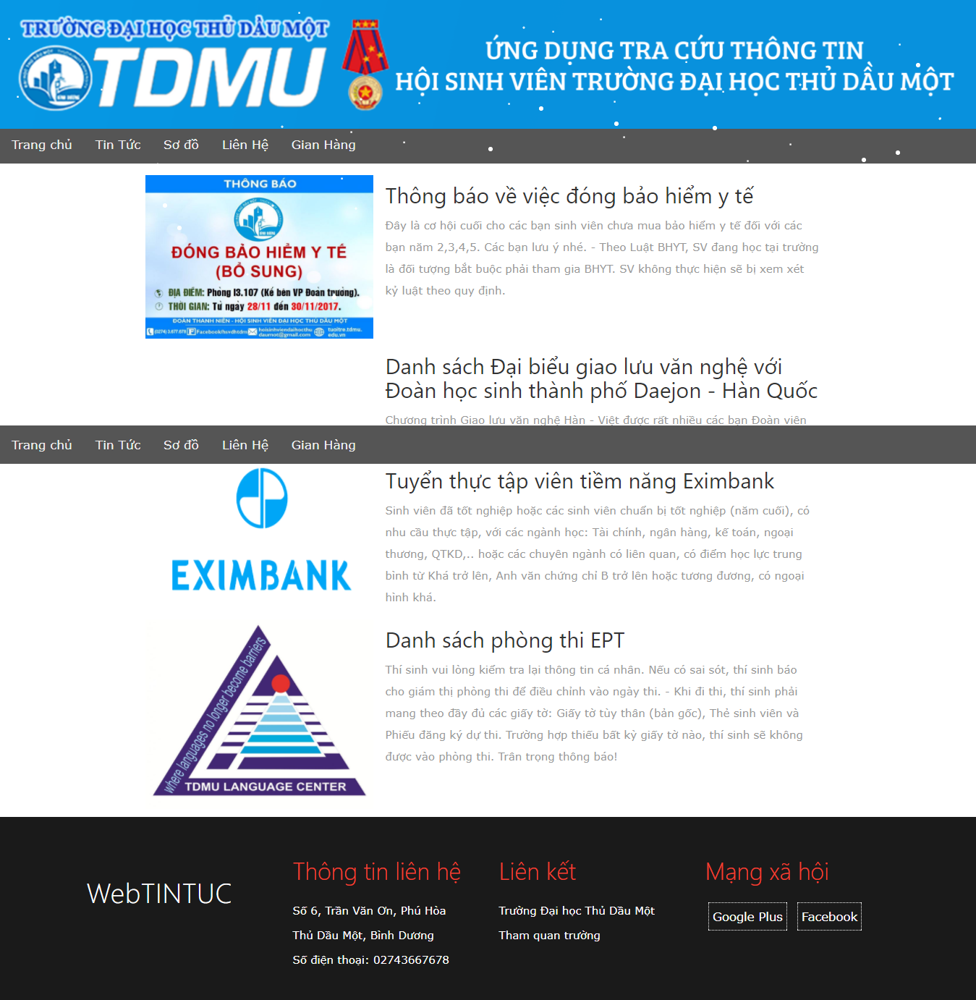 TRƯỜNG ĐẠI HỌC THỦ DẦU MỘT
TDMU
ỨNG DỤNG TRA CỨU THÔNG TIN
HỘI SINH VIÊN TRƯỜNG ĐẠI HỌC THỦ DẦU MỘT
Trang chủ Tin Tức Sơ đồ Liên Hệ Gian Hàng
THÔNG BÁO
ĐÓNG BẢO HIỂM Y TẾ
(BỔ SUNG)
ĐỊA ĐIỂM: Phòng I3.107 (Kế bên VP Đoàn trường).
THỜI GIAN: Từ ngày 28/11 đến 30/11/2017.
ĐOÀN THANH NIÊN - HỘI SINH VIÊN ĐẠI HỌC THỦ DẦU MỘT
(0274) 3.877.678 Facebook/hsvdhtdm hoisinhviendaihocthu tuoitre.tdmu.
daumot@gmail.com edu.vn
Thông báo về việc đóng bảo hiểm y tế
Đây là cơ hội cuối cho các bạn sinh viên chưa mua bảo hiểm y tế đối với các
bạn năm 2,3,4,5. Các bạn lưu ý nhé. - Theo Luật BHYT, SV đang học tại trường
là đối tượng bắt buộc phải tham gia BHYT. SV không thực hiện sẽ bị xem xét
kỷ luật theo quy định.
Danh sách Đại biểu giao lưu văn nghệ với
Đoàn học sinh thành phố Daejon - Hàn Quốc
Chương trình Giao lưu văn nghệ Hàn - Việt được rất nhiều các bạn Đoàn viên
Trang chủ Tin Tức Sơ đồ Liên Hệ Gian Hàng
EXIMBANK
Tuyển thực tập viên tiềm năng Eximbank
Sinh viên đã tốt nghiệp hoặc các sinh viên chuẩn bị tốt nghiệp (năm cuối), có
nhu cầu thực tập, với các ngành học: Tài chính, ngân hàng, kế toán, ngoại
thương, QTKD,.. hoặc các chuyên ngành có liên quan, có điểm học lực trung
bình từ Khá trở lên, Anh văn chứng chỉ B trở lên hoặc tương đương, có ngoại
hình khá.
where languages no longer become barriers
TDMU LANGUAGE CENTER
Danh sách phòng thi EPT
Thí sinh vui lòng kiểm tra lại thông tin cá nhân. Nếu có sai sót, thí sinh báo
cho giám thị phòng thi để điều chỉnh vào ngày thi. - Khi đi thi, thí sinh phải
mang theo đầy đủ các giấy tờ: Giấy tờ tùy thân (bản gốc), Thẻ sinh viên và
Phiếu đăng ký dự thi. Trường hợp thiếu bất kỳ giấy tờ nào, thí sinh sẽ không
được vào phòng thi. Trân trọng thông báo!
WebTINTUC
Thông tin liên hệ
Số 6, Trần Văn Ơn, Phú Hòa
Thủ Dầu Một, Bình Dương
Số điện thoại: 02743667678
Liên kết
Trường Đại học Thủ Dầu Một
Tham quan trường
Mạng xã hội
Google Plus Facebook